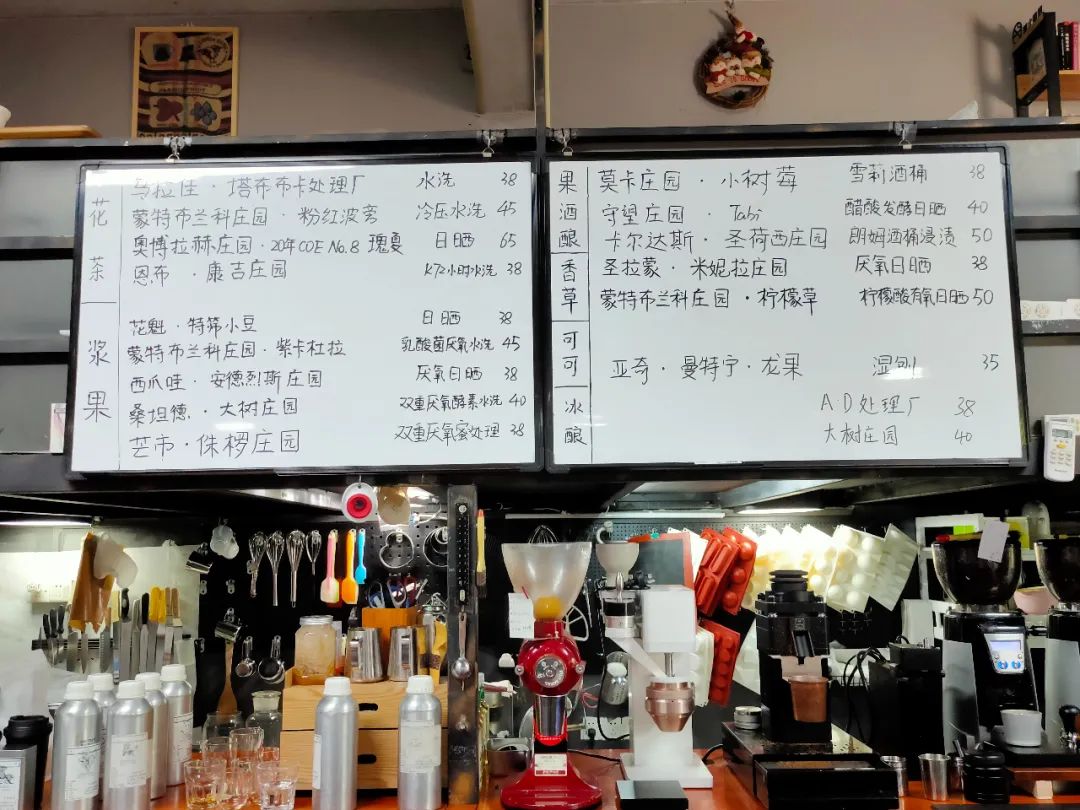 花茶
乌拉佳·塔布布卡处理厂 水洗 38
蒙特布兰科庄园·粉红波旁 冷压水洗 45
奥博拉赫庄园·20年COE No.8 瑰夏 日晒 65
恩布·康吉庄园 K72小时水洗 38
浆果
花魁·特筛小豆 日晒 38
蒙特布兰科庄园·紫卡杜拉 乳酸菌厌氧水洗 45
西爪哇·安德烈斯庄园 厌氧日晒 38
桑坦德·大树庄园 双重厌氧酵素水洗 40
芒市·侏椤庄园 双重厌氧蜜处理 38
果酒酿
莫卡庄园·小树莓 雪莉酒桶 38
守望庄园·Tabi 醋酸发酵日晒 40
卡尔达斯·圣荷西庄园 朗姆酒桶浸渍 50
香草
圣拉蒙·米妮拉庄园 厌氧日晒 38
蒙特布兰科庄园·柠檬草 柠檬酸有氧日晒 50
可可
亚奇·曼特宁·龙果 湿刨 35
冰酿
A.D处理厂 38
大树庄园 40